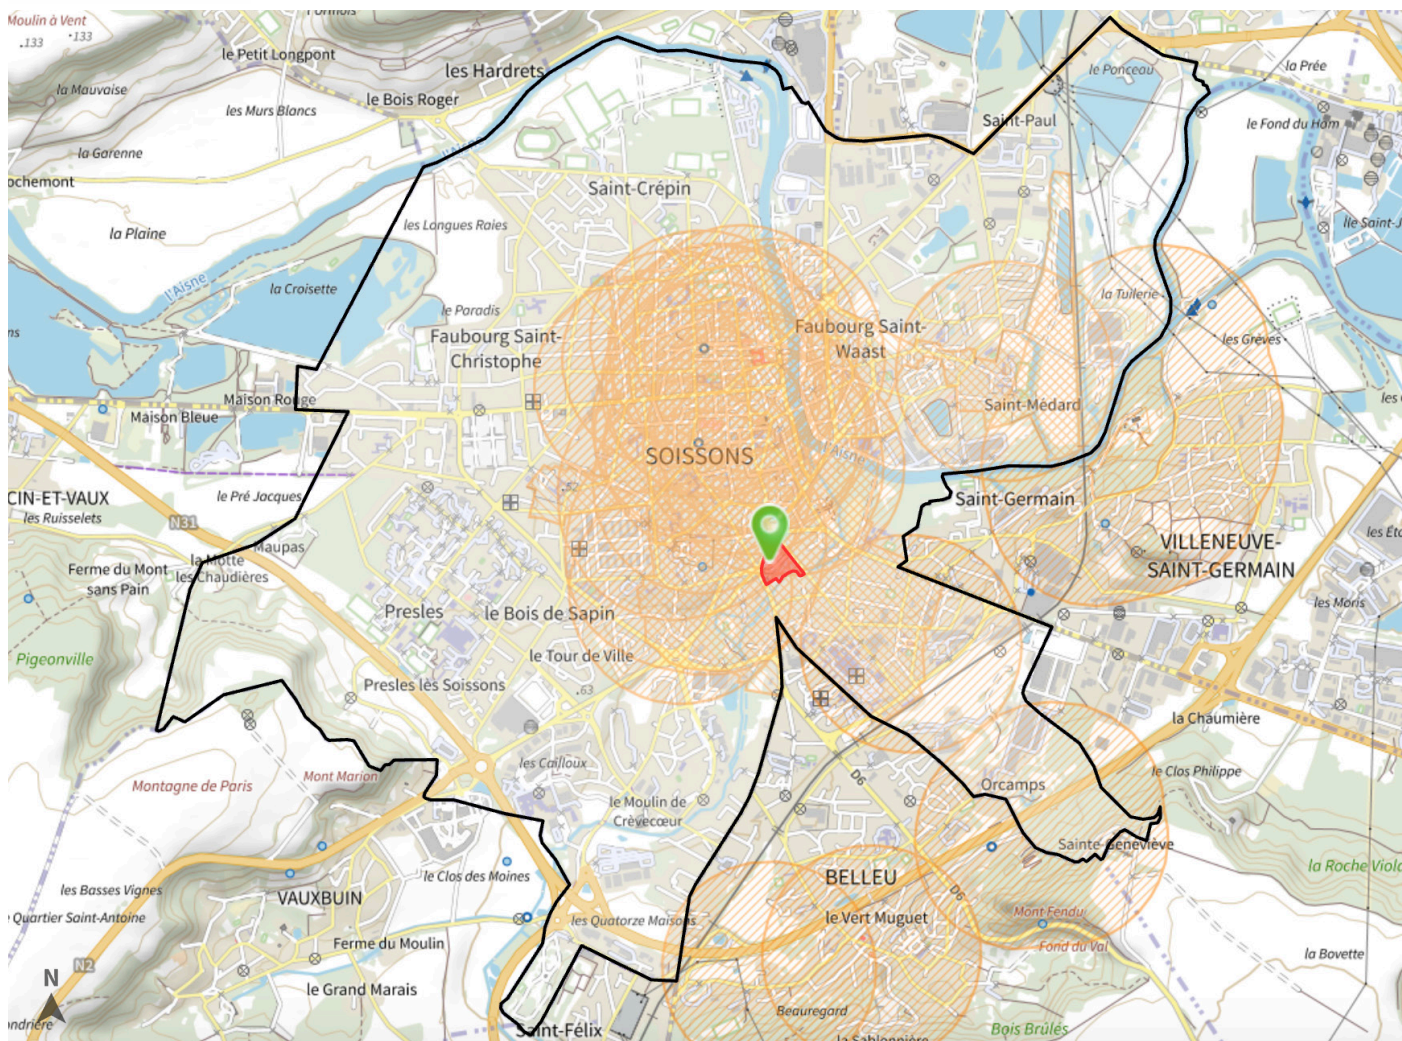 Moulin à Vent
.133 .133
le Petit Longpont
les Hardrets
la Mauvaise
le Bois Roger
les Murs Blancs
la Garenne
ochemont
la Plaine
l'Aisne
la Croisette
les Longues Raies
le Paradis
Saint-Crépin
Saint-Paul
le Ponceau
la Prée
le Fond du Ham
Île Saint-J
la Tuilerie
les Grèves
Faubourg Saint-
Christophe
Faubourg Saint-
Waast
Maison Rouge
Maison Bleue
Saint-Médard
SOISSONS
l'Aisne
.52
CIN-ET-VAUX
le Pré Jacques
les Ruisselets
N31
Maupas
la Motte
les Chaudières
Ferme du Mont
sans Pain
Saint-Germain
VILLENEUVE-
SAINT-GERMAIN
les Moris
Presles
le Bois de Sapin
le Tour de Ville
Pigeonville
Presles lès Soissons
.63
la Chaumière
les Cailloux
Montagne de Paris
Mont Marion
le Moulin de
Crèvecœur
D6
Orcamps
le Clos Philippe
Sainte-Geneviève
la Roche Viol
BELLEU
le Clos des Moines
les Basses Vignes
VAUXBUIN
Quartier Saint-Antoine
les Quatorze Maisons
le Vert Muguet
D6
Mont Fendu
Fond du Val
Ferme du Moulin
la Bovette
N
N2
le Grand Marais
Beauregard
ondrière
Saint-Félix
Bois Brûlés
la Sablonnière